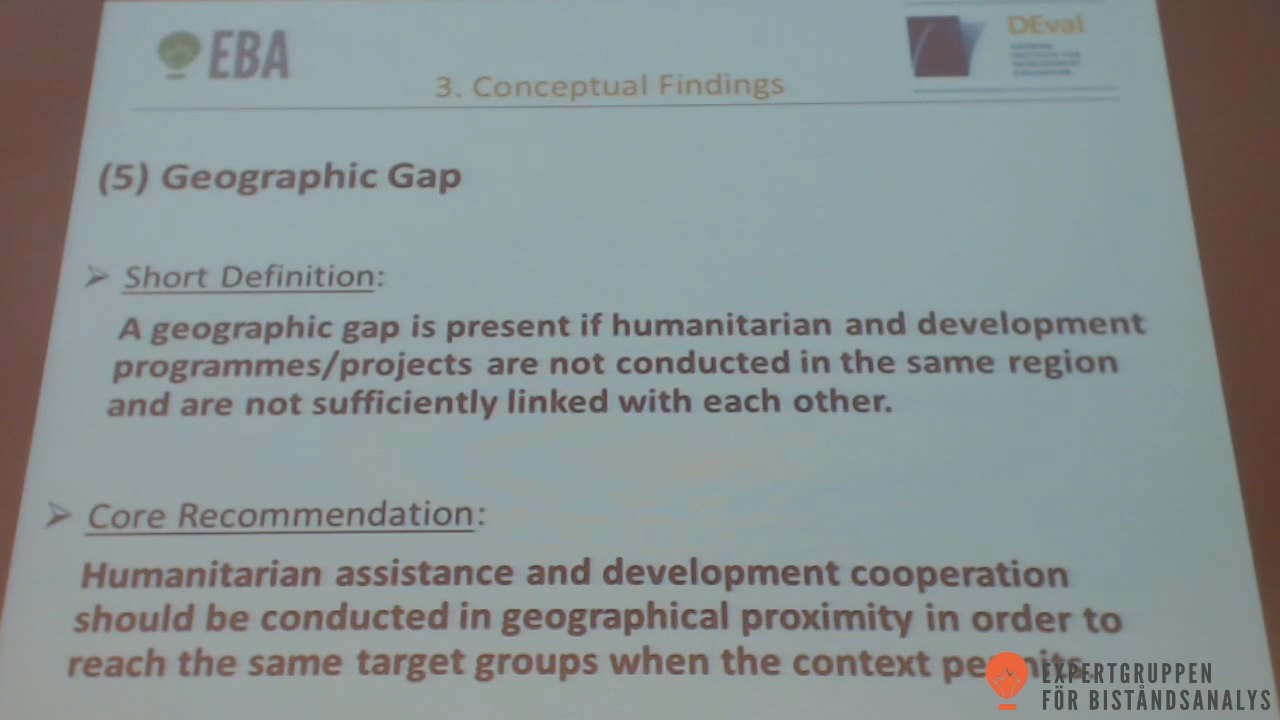 EBA
DEval
3. Conceptual Findings
(5) Geographic Gap
Short Definition:
A geographic gap is present if humanitarian and development
programmes/projects are not conducted in the same region
and are not sufficiently linked with each other.
Core Recommendation:
Humanitarian assistance and development cooperation
should be conducted in geographical proximity in order to
reach the same target groups when the context permits
EXPERTGRUPPEN
FÖR BISTÅNDSANALYS